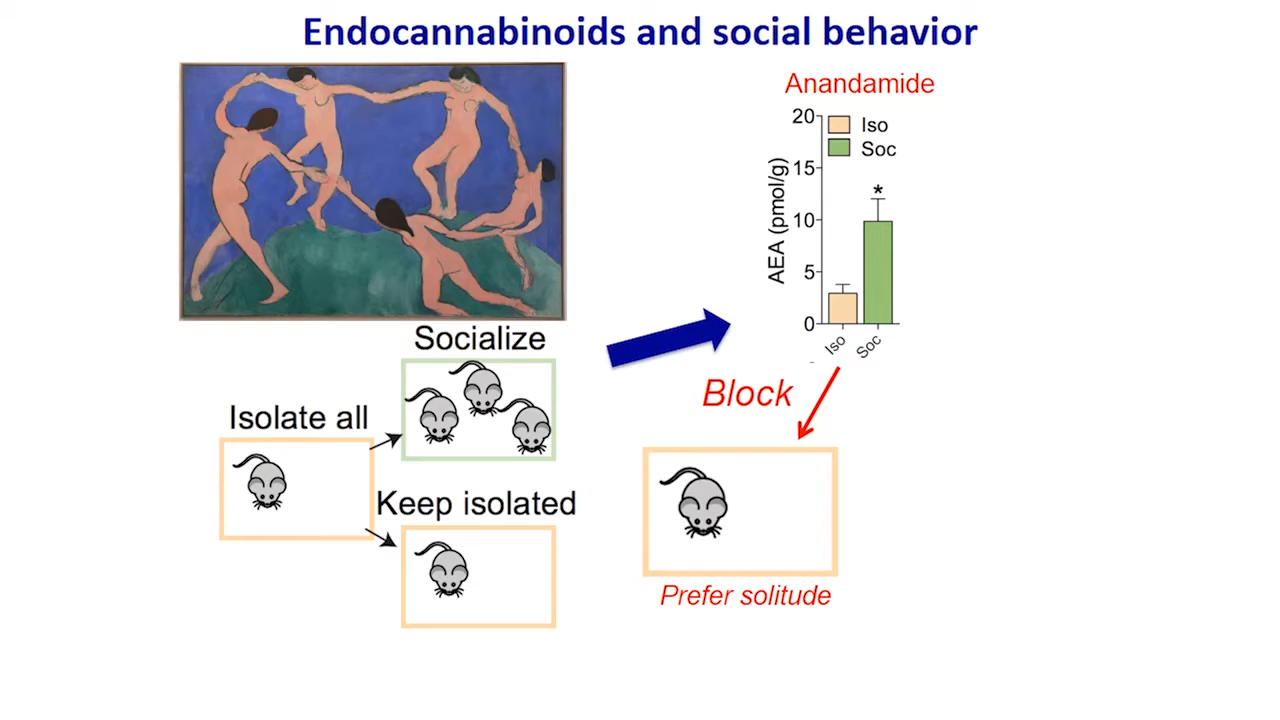 Endocannabinoids and social behavior
Anandamide
20
15
10
5
0
AEA (pmol/g)
Iso
Soc
*
Iso
Soc
Socialize
Isolate all
Keep isolated
Block
Prefer solitude